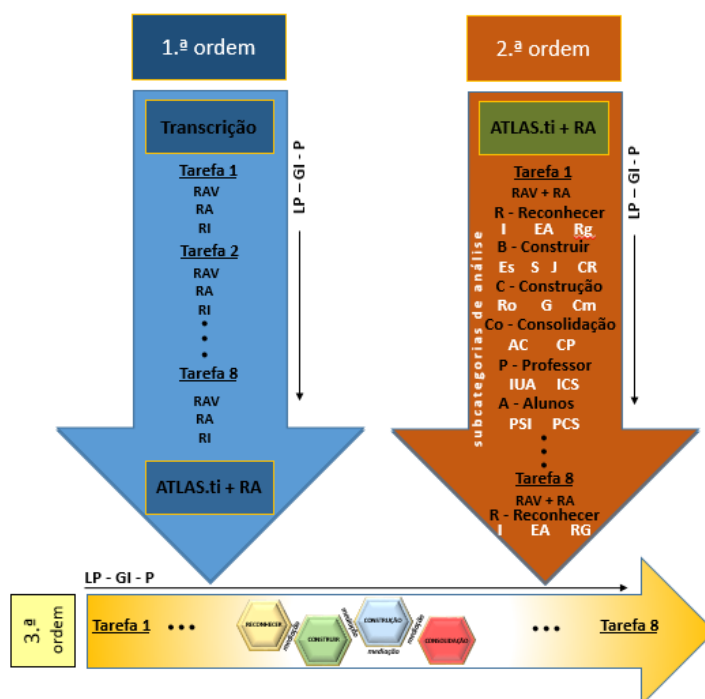 1.ª ordem
Transcrição
Tarefa 1
RAV
RA
RI
Tarefa 2
RAV
RA
RI
Tarefa 8
RAV
RA
RI
ATLAS.ti + RA
LP – GI - P
2.ª ordem
ATLAS.ti + RA
Tarefa 1
RAV + RA
R - Reconhecer
I EA Rg
B - Construir
Es S J CR
C - Construção
Ro G Cm
Co - Consolidação
AC CP
P - Professor
IUA ICS
A - Alunos
PSI PCS
Tarefa 8
RAV + RA
R - Reconhecer
I EA RG
subcategorias de análise
LP – GI - P
3.ª
ordem
LP - GI - P
Tarefa 1
RECONHECER
mediação
CONSTRUIR
mediação
CONSTRUÇÃO
mediação
mediação
CONSOLIDAÇÃO
Tarefa 8